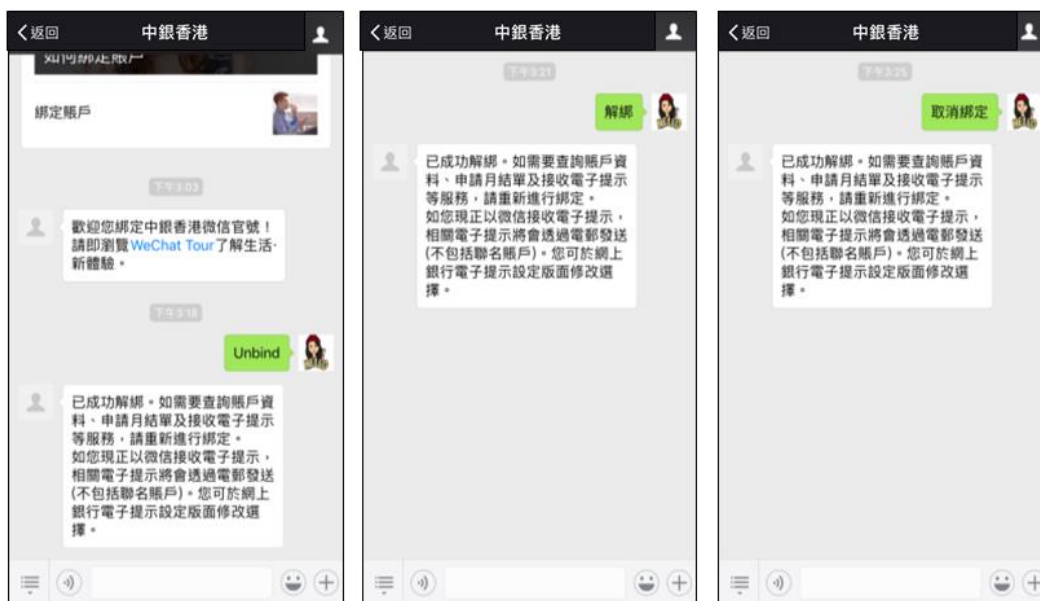 返回
中銀香港
如何綁定賬戶
綁定賬戶
下午3:03
歡迎您綁定中銀香港微信官號！
請即瀏覽WeChat Tour了解生活·
新體驗。
下午3:18
Unbind
已成功解綁。如需要查詢賬戶資
料、申請月結單及接收電子提示
等服務，請重新進行綁定。
如您現正以微信接收電子提示，
相關電子提示將會透過電郵發送
(不包括聯名賬戶)。您可於網上
銀行電子提示設定版面修改選
擇。
返回
中銀香港
下午3:21
解綁
已成功解綁。如需要查詢賬戶資
料、申請月結單及接收電子提示
等服務，請重新進行綁定。
如您現正以微信接收電子提示，
相關電子提示將會透過電郵發送
(不包括聯名賬戶)。您可於網上
銀行電子提示設定版面修改選
擇。
返回
中銀香港
下午3:25
取消綁定
已成功解綁。如需要查詢賬戶資
料、申請月結單及接收電子提示
等服務，請重新進行綁定。
如您現正以微信接收電子提示，
相關電子提示將會透過電郵發送
(不包括聯名賬戶)。您可於網上
銀行電子提示設定版面修改選
擇。